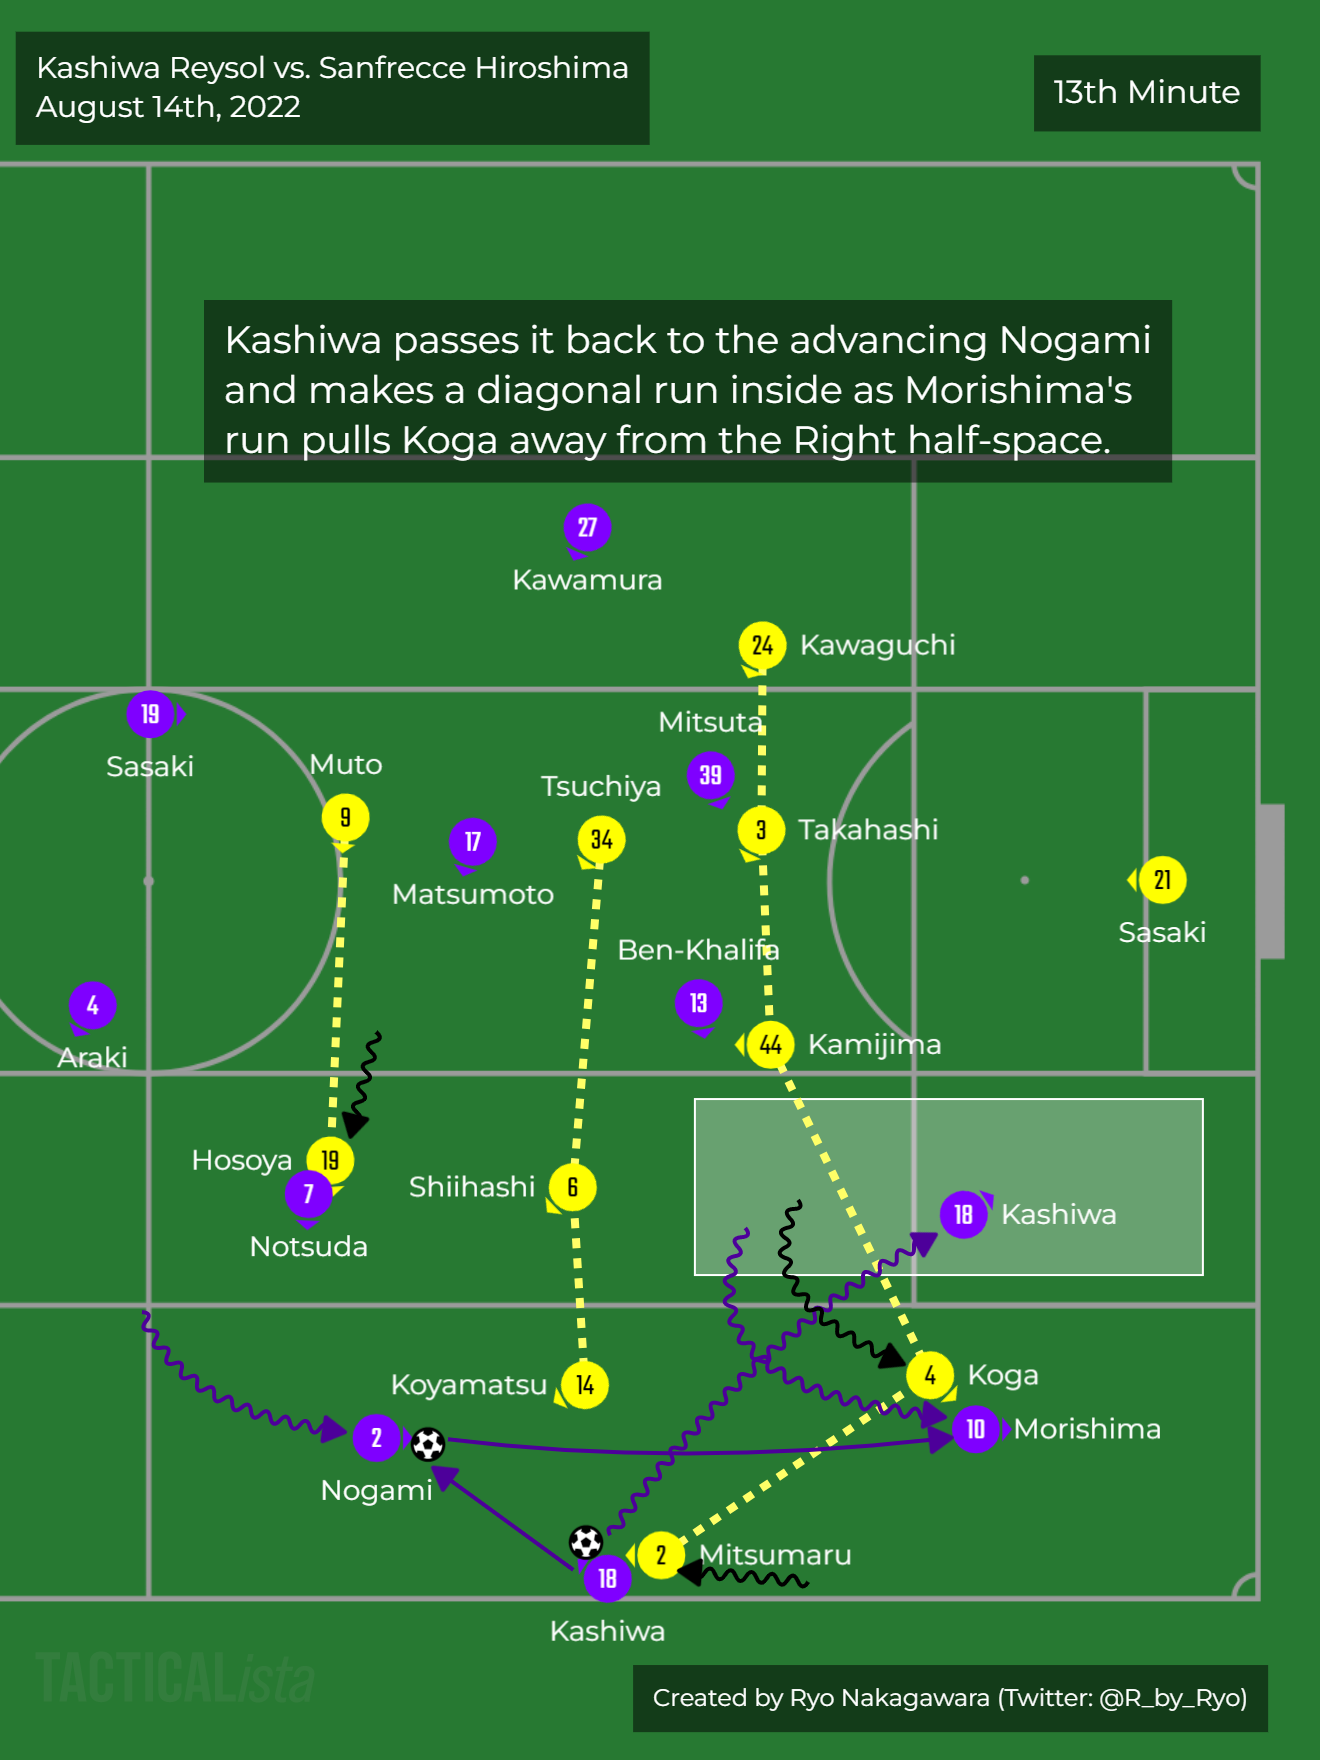 Kashiwa Reysol vs. Sanfrecce Hiroshima
August 14th, 2022
13th Minute
Kashiwa passes it back to the advancing Nogami
and makes a diagonal run inside as Morishima's
run pulls Koga away from the Right half-space.
27
Kawamura
24 Kawaguchi
19
Sasaki
Mitsuta
39
Muto
9
Tsuchiya
34
17
Matsumoto
3 Takahashi
21
Sasaki
Ben-Khalifa
13
4
Araki
44 Kamijima
Hosoya 19
7
Notsuda
Shiihashi 6
18 Kashiwa
Koyamatsu 14
4 Koga
2
Nogami
10 Morishima
2 Mitsumaru
18
Kashiwa
TACTICALista
Created by Ryo Nakagawara (Twitter: @R_by_Ryo)